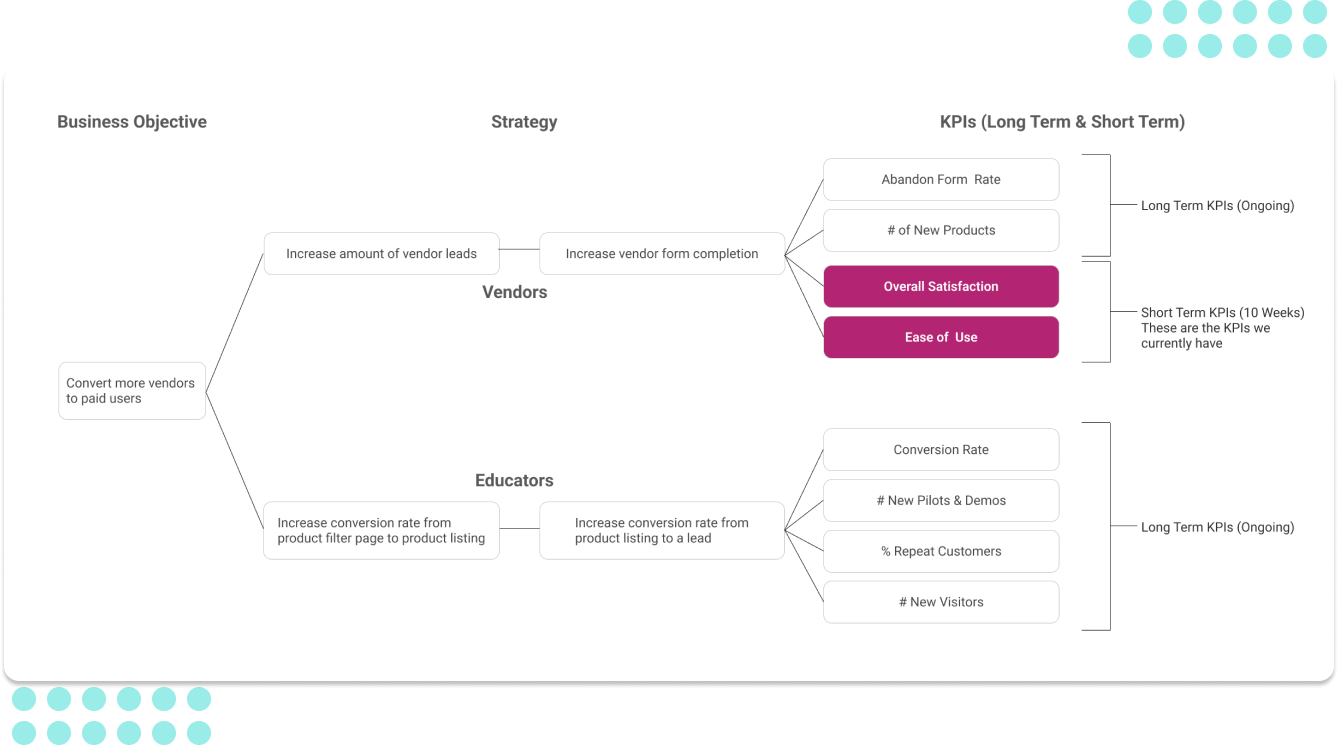 Business Objective
Strategy
KPIs (Long Term & Short Term)
Abandon Form Rate
# of New Products
Long Term KPIs (Ongoing)
Increase amount of vendor leads
Increase vendor form completion
Vendors
Overall Satisfaction
Ease of Use
Short Term KPIs (10 Weeks)
These are the KPIs we
currently have
Convert more vendors
to paid users
Educators
Increase conversion rate from
product filter page to product listing
Increase conversion rate from
product listing to a lead
Conversion Rate
# New Pilots & Demos
% Repeat Customers
# New Visitors
Long Term KPIs (Ongoing)